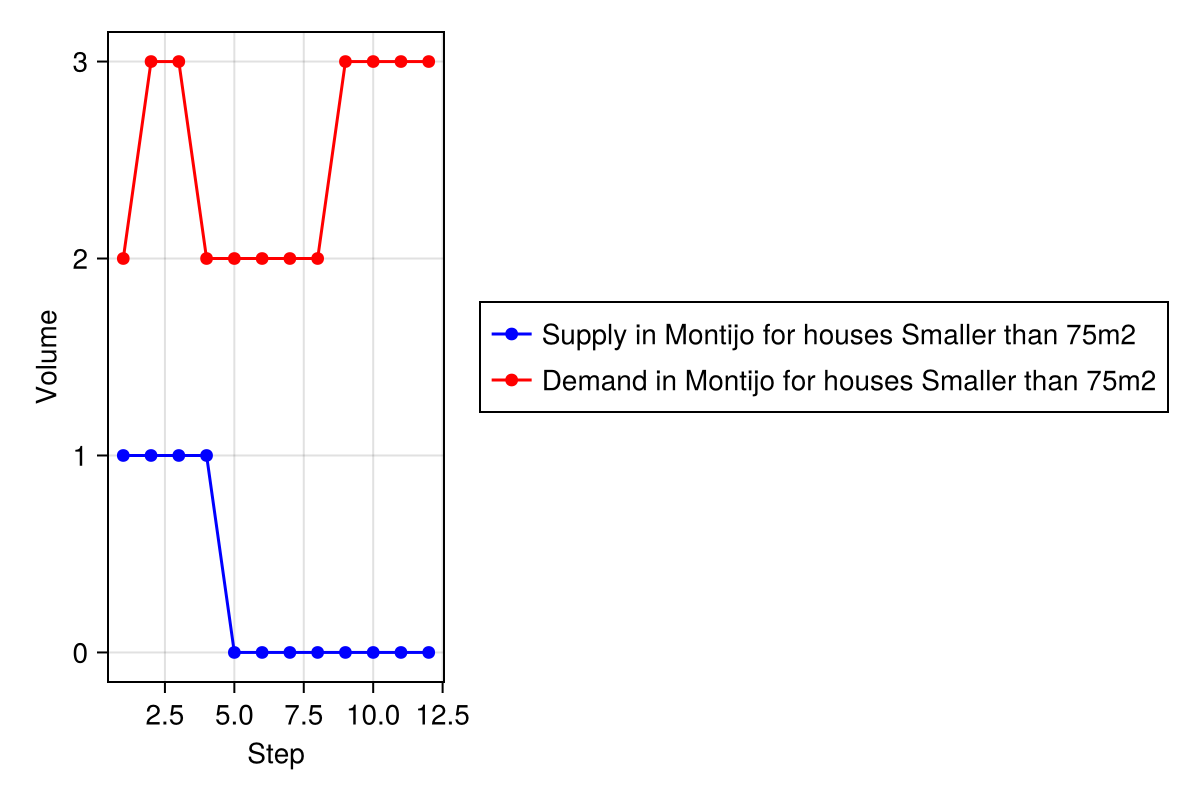 3
2
1
0
Volume
2.5 5.0 7.5 10.0 12.5
Step
Supply in Montijo for houses Smaller than 75m2
Demand in Montijo for houses Smaller than 75m2